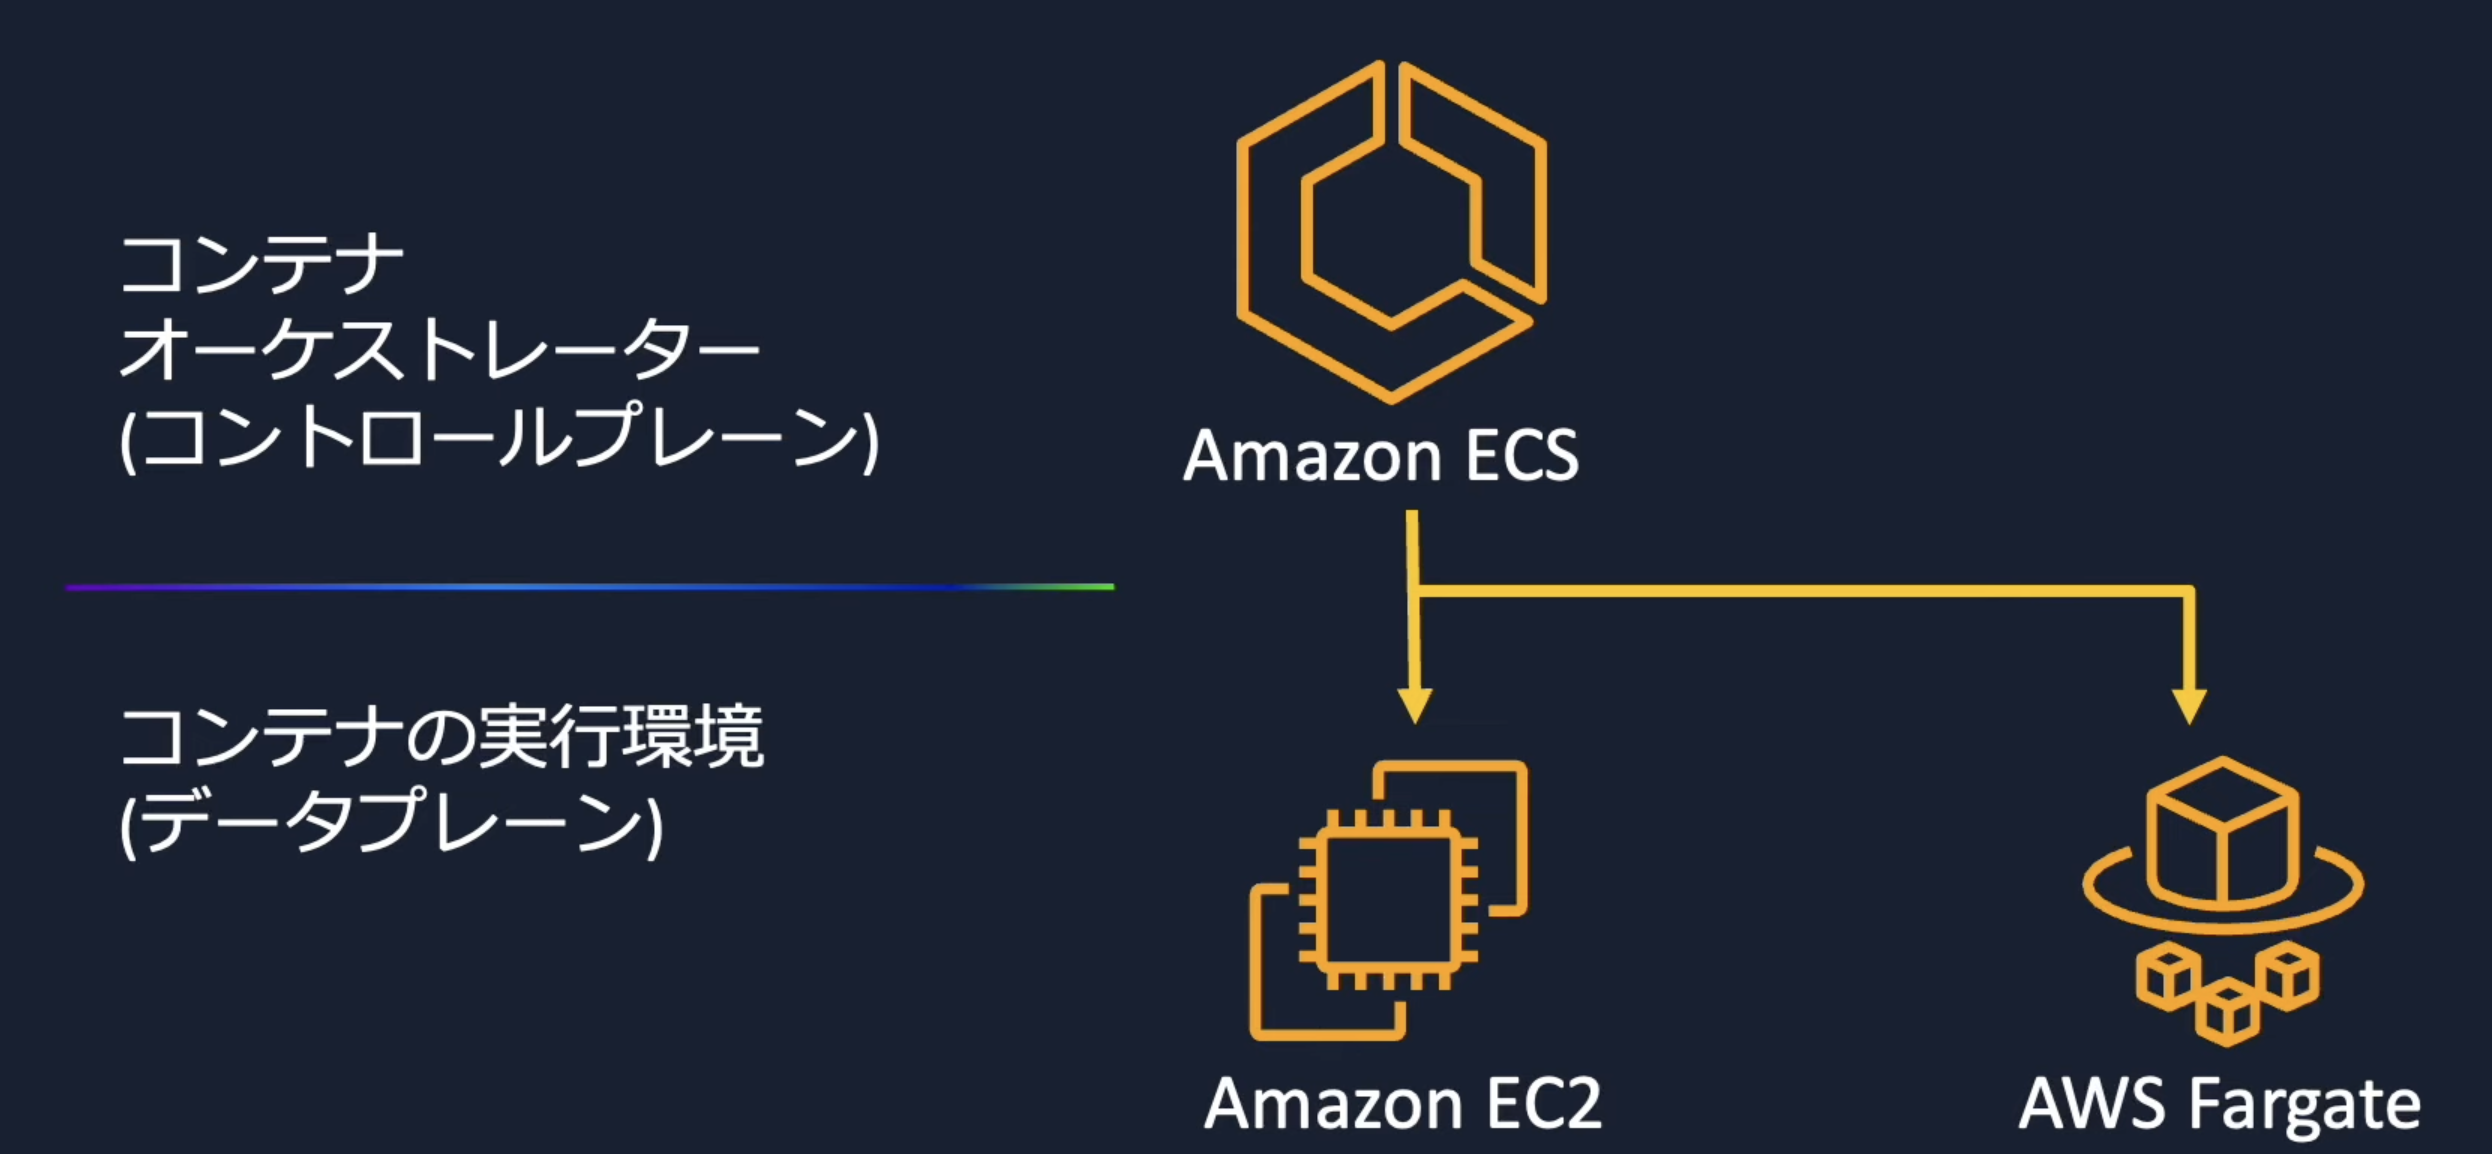 コンテナ
オーケストレーター
(コントロールプレーン)
Amazon ECS
コンテナの実行環境
(データプレーン)
Amazon EC2
AWS Fargate